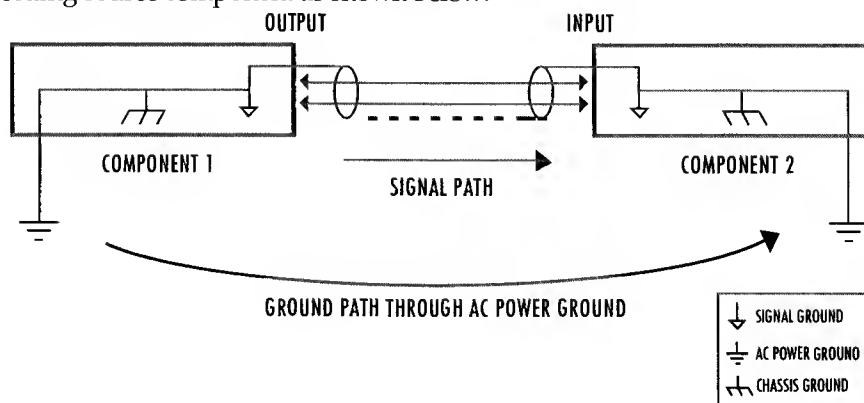 OUTPUT INPUT
COMPONENT 1
COMPONENT 2
SIGNAL PATH
GROUND PATH THROUGH AC POWER GROUND
SIGNAL GROUND
AC POWER GROUND
CHASSIS GROUND